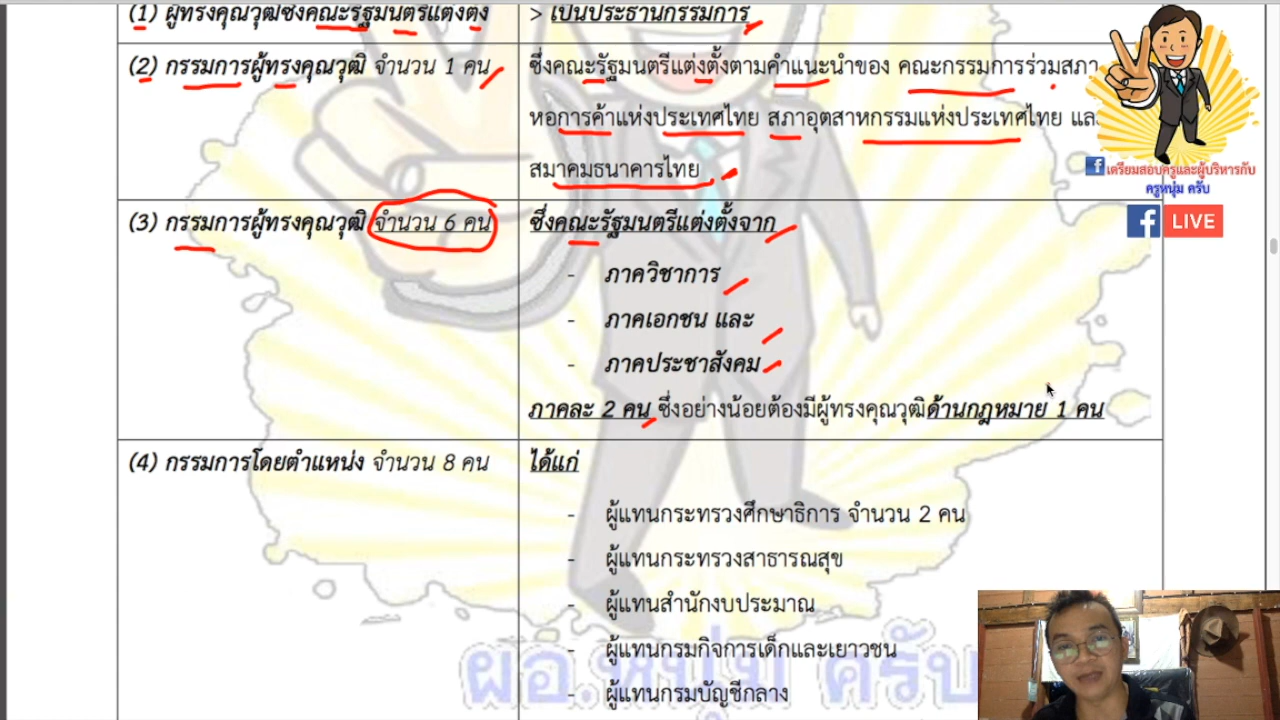 (1) ผู้ทรงคุณวุฒิซึ่งคณะรัฐมนตรีแต่งตั้ง
> เป็นประธานกรรมการ
(2) กรรมการผู้ทรงคุณวุฒิ จำนวน 1 คน
ซึ่งคณะรัฐมนตรีแต่งตั้งตามคำแนะนำของ คณะกรรมการร่วมสภา
หอการค้าแห่งประเทศไทย สภาอุตสาหกรรมแห่งประเทศไทย และ
สมาคมธนาคารไทย
(3) กรรมการผู้ทรงคุณวุฒิ จำนวน 6 คน
ซึ่งคณะรัฐมนตรีแต่งตั้งจาก
- ภาควิชาการ
- ภาคเอกชน และ
- ภาคประชาสังคม
ภาคละ 2 คน ซึ่งอย่างน้อยต้องมีผู้ทรงคุณวุฒิด้านกฎหมาย 1 คน
(4) กรรมการโดยตำแหน่ง จำนวน 8 คน
ได้แก่
- ผู้แทนกระทรวงศึกษาธิการ จำนวน 2 คน
- ผู้แทนกระทรวงสาธารณสุข
- ผู้แทนสำนักงบประมาณ
- ผู้แทนกรมกิจการเด็กและเยาวชน
- ผู้แทนกรมบัญชีกลาง
ผอ.หนุ่ม ครับ
f เตรียมสอบครูและผู้บริหารกับ
ครูหนุ่ม ครับ
f LIVE